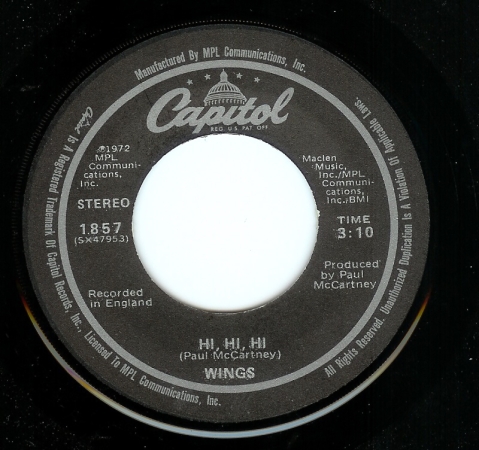 Manufactured By MPL Communications, Inc.
Capitol
REG. U.S. PAT. OFF.
℗1972
MPL
Communi-
cations,
Inc.
STEREO
1857
(SX47953)
Recorded
in England
Maclen
Music,
Inc./MPL
Communi-
cations,
Inc./BMI
TIME
3:10
Produced
by Paul
McCartney
HI, HI, HI
(Paul McCartney)
WINGS
Capitol Is A Registered Trademark Of Capitol Records, Inc., Licensed To MPL Communications, Inc.
All Rights Reserved. Unauthorized Duplication Is A Violation Of Applicable Laws.